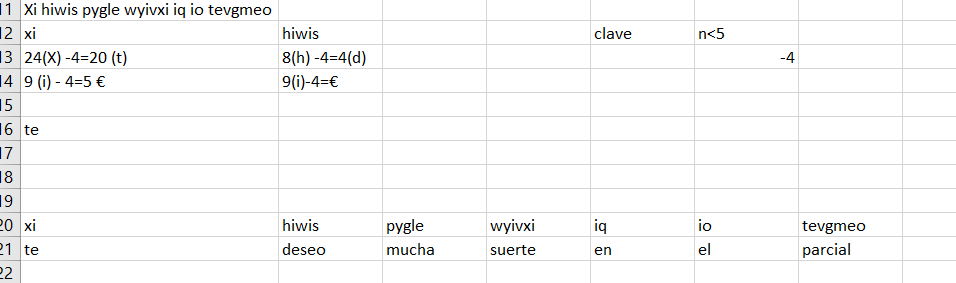 11 Xi hiwis pygle wyivxi iq io tevgmeo
12 xi hiwis clave n<5
13 24(X) -4=20 (t) 8(h) -4=4(d) -4
14 9 (i) - 4=5 € 9(i)-4=€
15
16 te
17
18
19
20 xi hiwis pygle wyivxi iq io tevgmeo
21 te deseo mucha suerte en el parcial
22